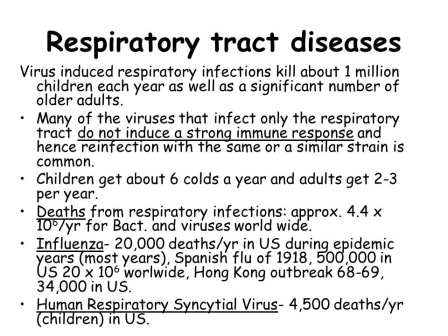 Respiratory tract diseases
Virus induced respiratory infections kill about 1 million
children each year as well as a significant number of
older adults.
• Many of the viruses that infect only the respiratory
tract do not induce a strong immune response and
hence reinfection with the same or a similar strain is
common.
• Children get about 6 colds a year and adults get 2-3
per year.
• Deaths from respiratory infections: approx. 4.4 x
10⁶/yr for Bact. and viruses world wide.
• Influenza- 20,000 deaths/yr in US during epidemic
years (most years), Spanish flu of 1918, 500,000 in
US 20 x 10⁶ worlwide, Hong Kong outbreak 68-69,
34,000 in US.
• Human Respiratory Syncytial Virus- 4,500 deaths/yr
(children) in US.